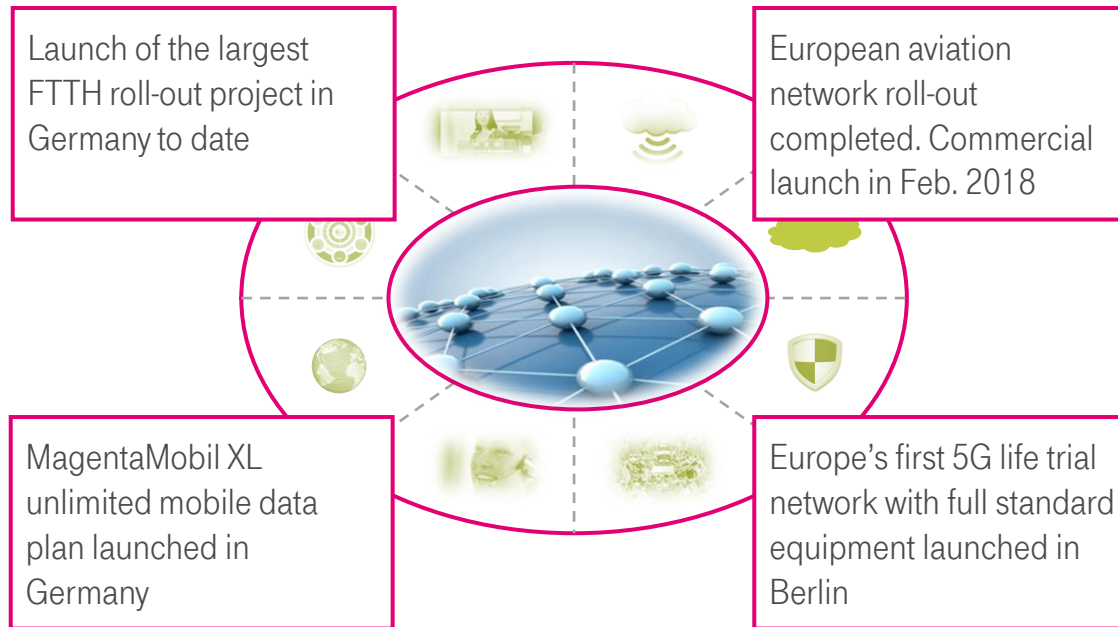 Launch of the largest
FTTH roll-out project in
Germany to date
European aviation
network roll-out
completed. Commercial
launch in Feb. 2018
MagentaMobil XL
unlimited mobile data
plan launched in
Germany
Europe’s first 5G life trial
network with full standard
equipment launched in
Berlin